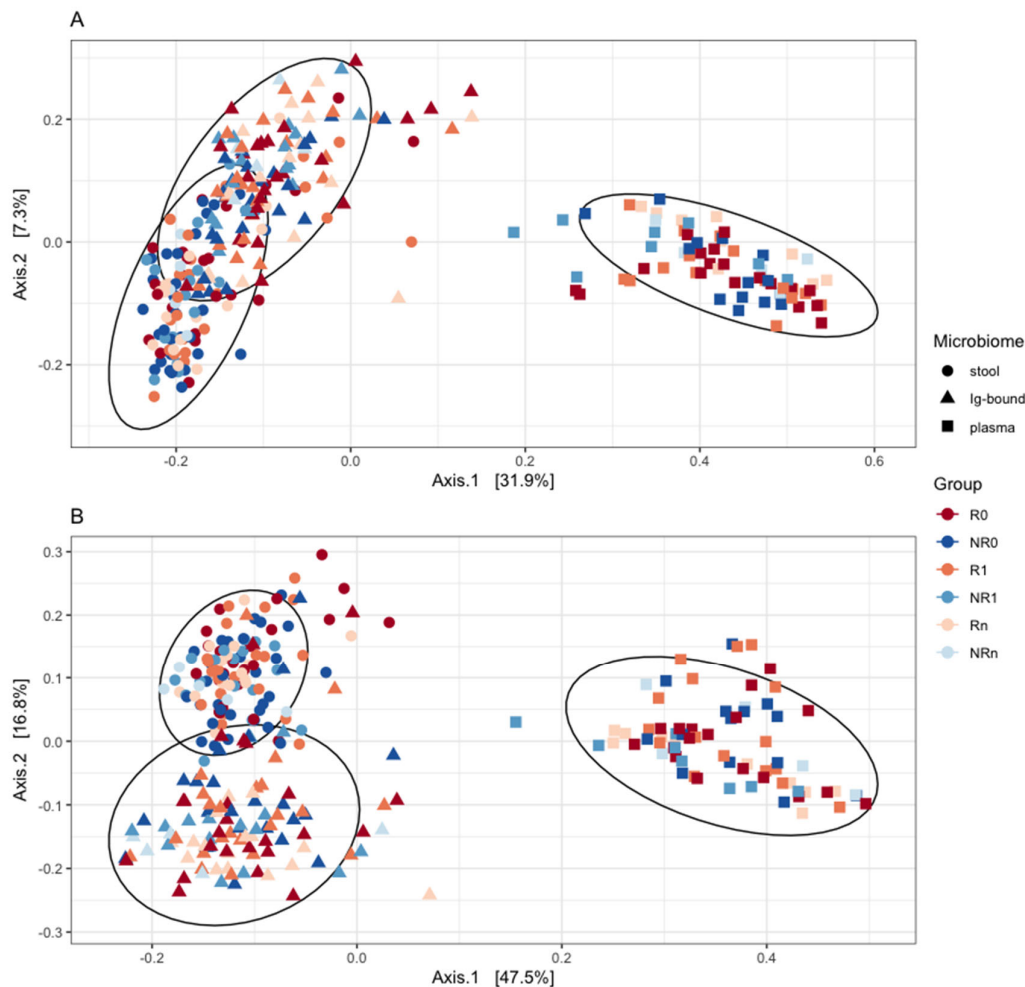 A
0.2
0.0
-0.2
Axis.2 [7.3%]
-0.2
0.0
0.2
0.4
0.6
Axis.1 [31.9%]
B
0.3
0.2
0.1
0.0
-0.1
-0.2
-0.3
Axis.2 [16.8%]
-0.2
0.0
0.2
0.4
Axis.1 [47.5%]
Microbiome
stool
Ig-bound
plasma
Group
R0
NR0
R1
NR1
Rn
NRn